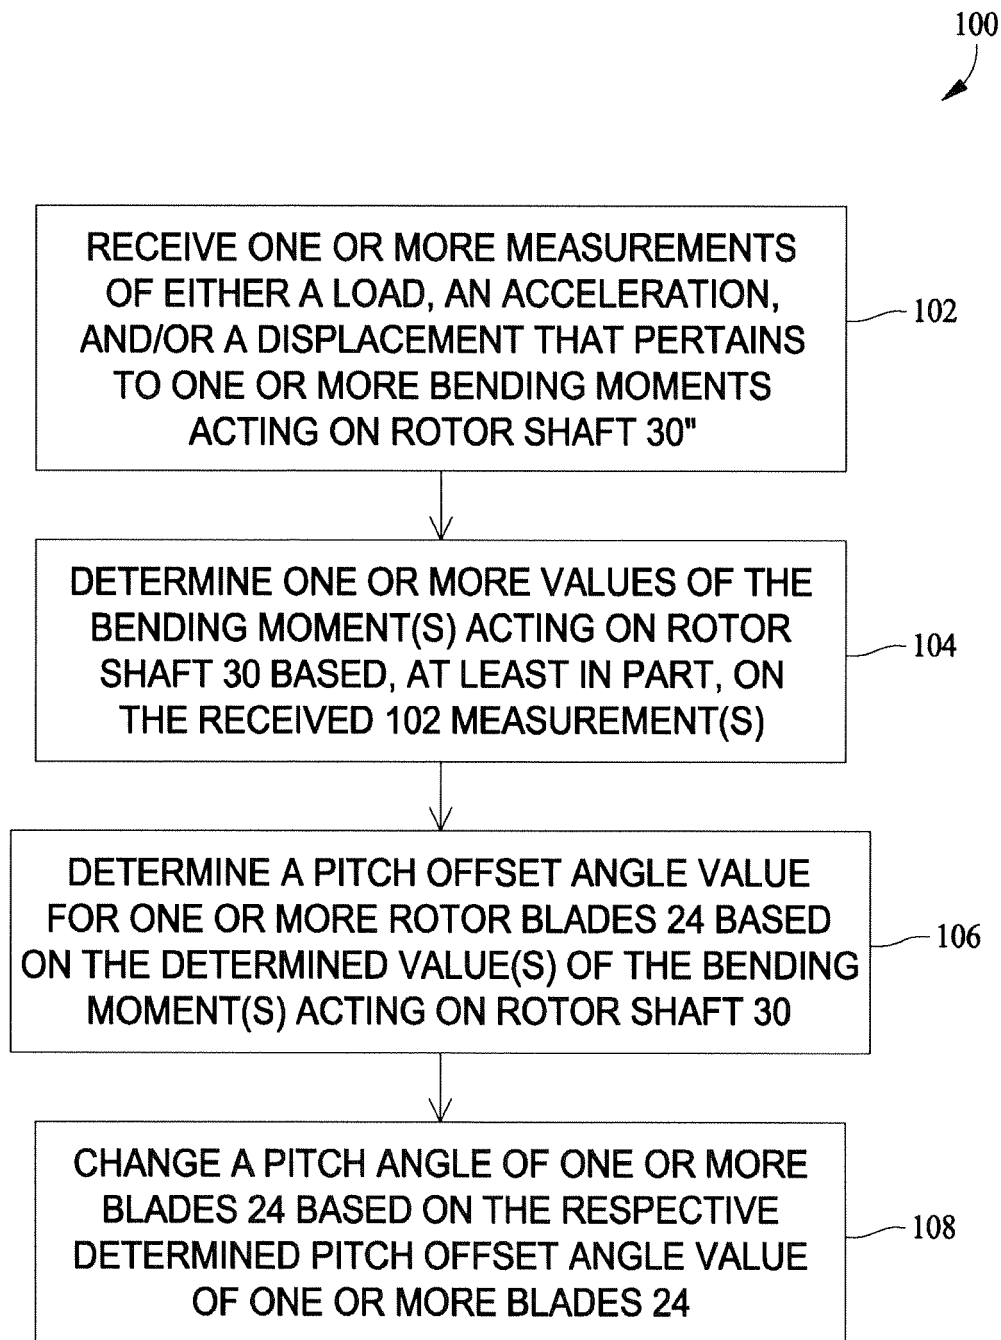 100
RECEIVE ONE OR MORE MEASUREMENTS
OF EITHER A LOAD, AN ACCELERATION,
AND/OR A DISPLACEMENT THAT PERTAINS
TO ONE OR MORE BENDING MOMENTS
ACTING ON ROTOR SHAFT 30"
102
DETERMINE ONE OR MORE VALUES OF THE
BENDING MOMENT(S) ACTING ON ROTOR
SHAFT 30 BASED, AT LEAST IN PART, ON
THE RECEIVED 102 MEASUREMENT(S)
104
DETERMINE A PITCH OFFSET ANGLE VALUE
FOR ONE OR MORE ROTOR BLADES 24 BASED
ON THE DETERMINED VALUE(S) OF THE BENDING
MOMENT(S) ACTING ON ROTOR SHAFT 30
106
CHANGE A PITCH ANGLE OF ONE OR MORE
BLADES 24 BASED ON THE RESPECTIVE
DETERMINED PITCH OFFSET ANGLE VALUE
OF ONE OR MORE BLADES 24
108